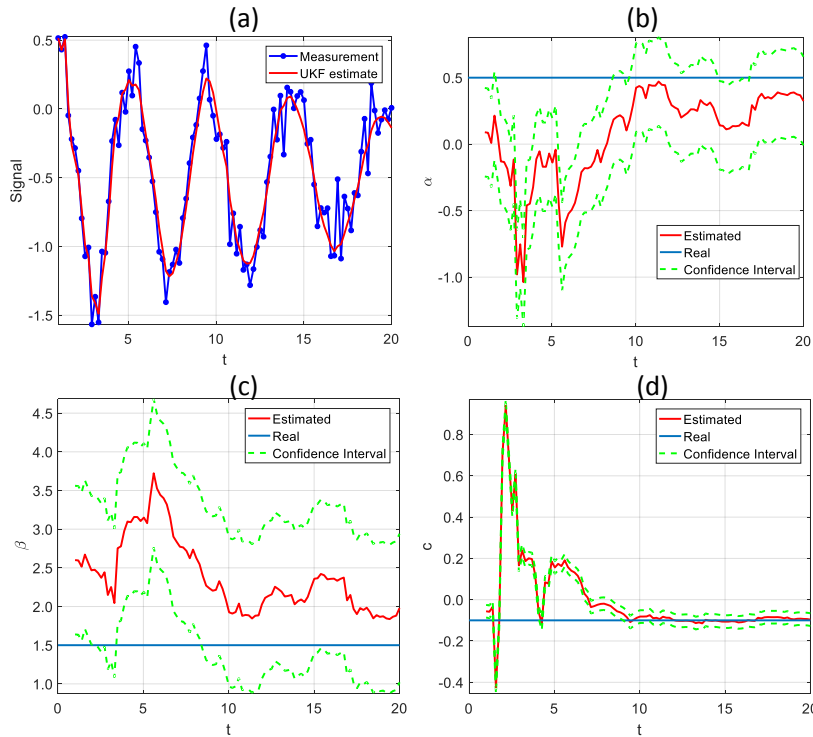 (a)
0.5
0.0
-0.5
-1.0
-1.5
Signal
5
10
15
20
t
Measurement
UKF estimate
(b)
0.5
0.0
-0.5
-1.0
α
0
5
10
15
20
t
Estimated
Real
Confidence Interval
(c)
4.5
4.0
3.5
3.0
2.5
2.0
1.5
1.0
β
0
5
10
15
20
t
Estimated
Real
Confidence Interval
(d)
0.8
0.6
0.4
0.2
0.0
-0.2
-0.4
c
0
5
10
15
20
t
Estimated
Real
Confidence Interval